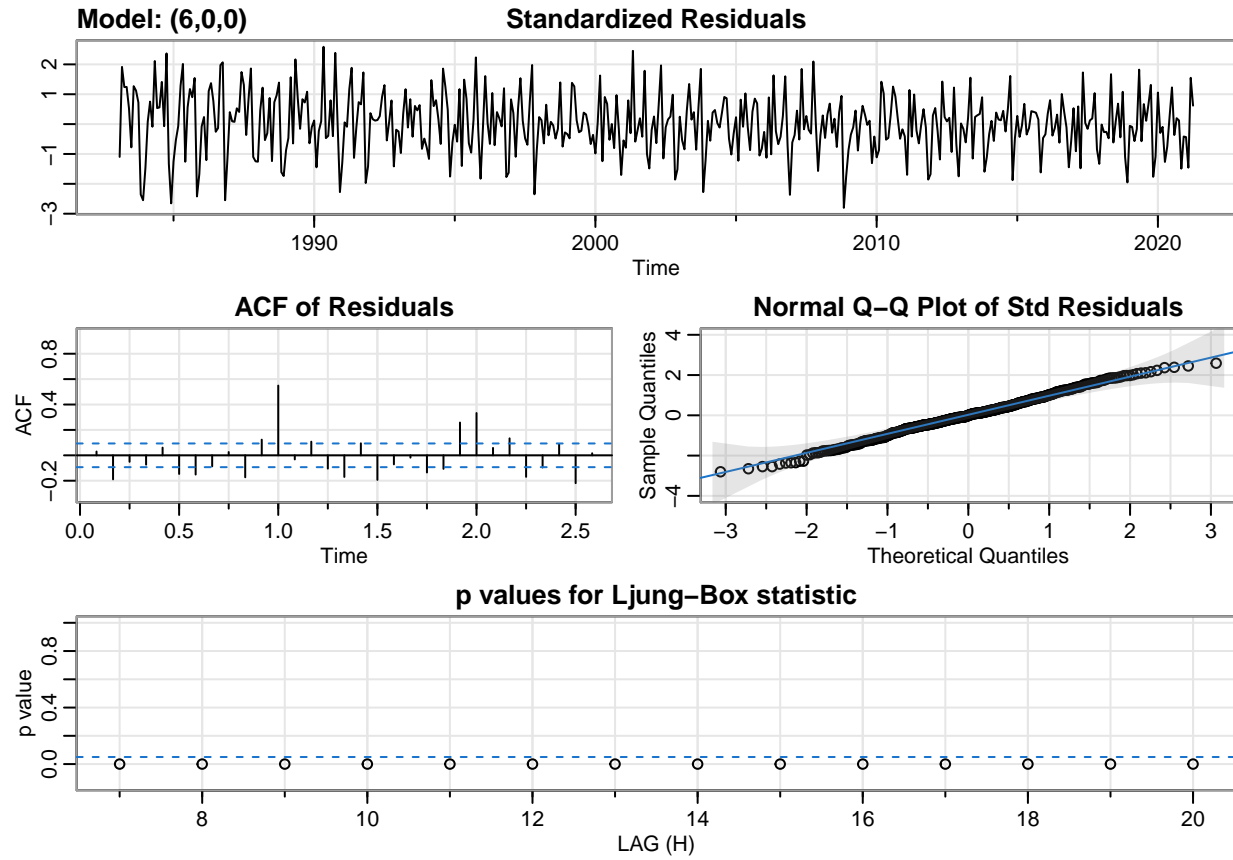 Model: (6,0,0) Standardized Residuals
2
1
−1
−3
1990 2000 2010 2020
Time
ACF of Residuals
ACF
0.8
0.4
−0.2
0.0 0.5 1.0 1.5 2.0 2.5
Time
Normal Q−Q Plot of Std Residuals
Sample Quantiles
4
2
0
−4
−3 −2 −1 0 1 2 3
Theoretical Quantiles
p values for Ljung−Box statistic
p value
0.8
0.4
0.0
8 10 12 14 16 18 20
LAG (H)